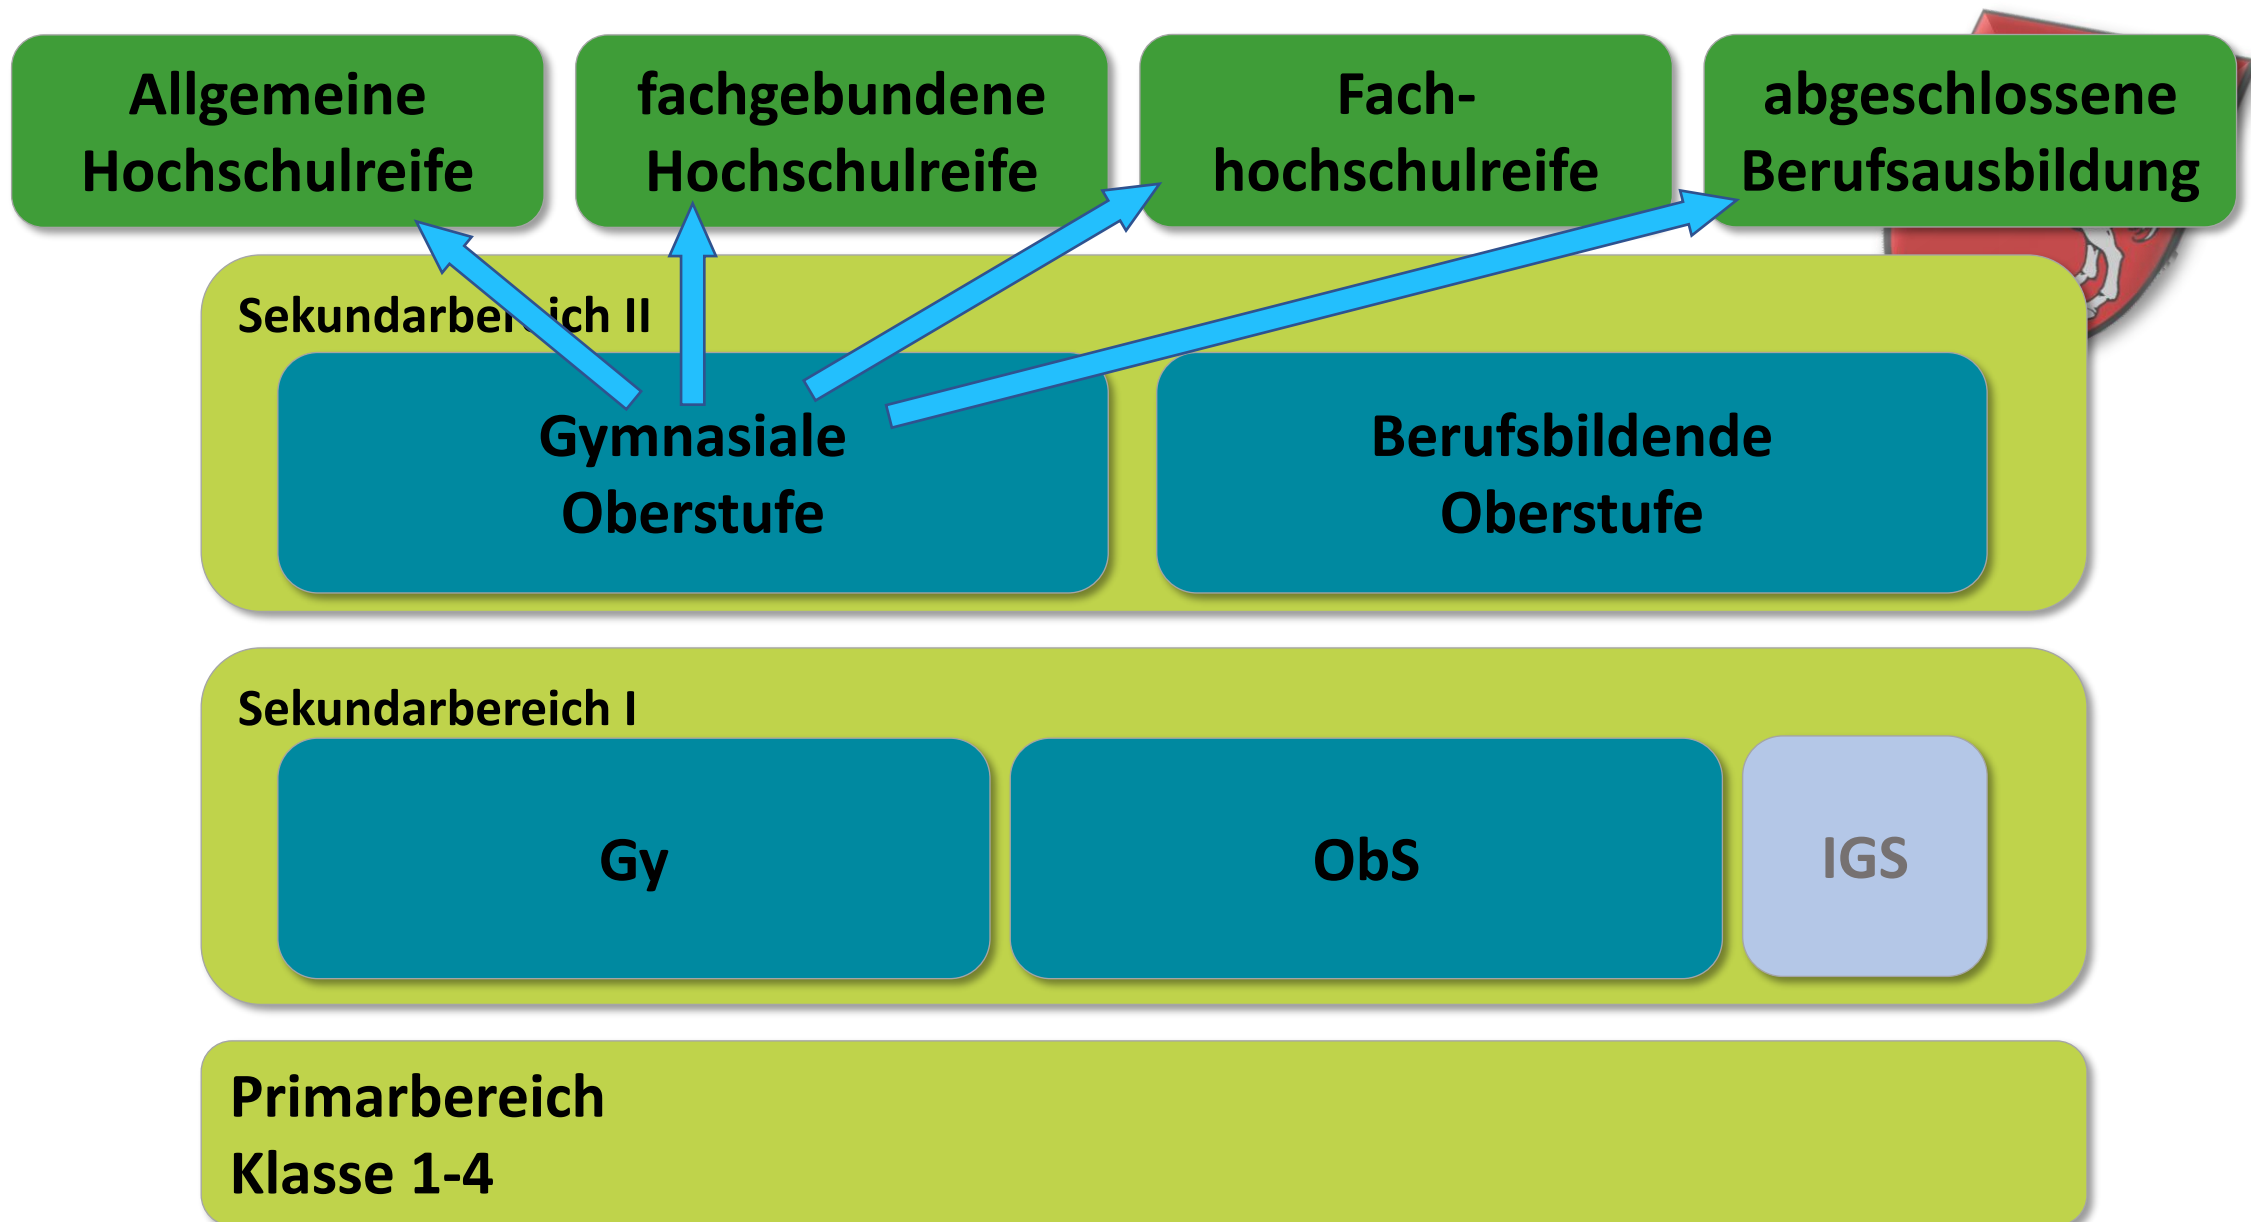 Allgemeine
Hochschulreife
fachgebundene
Hochschulreife
Fach-
hochschulreife
abgeschlossene
Berufsausbildung
Sekundarbereich II
Gymnasiale
Oberstufe
Berufsbildende
Oberstufe
Sekundarbereich I
Gy
ObS
IGS
Primarbereich
Klasse 1-4